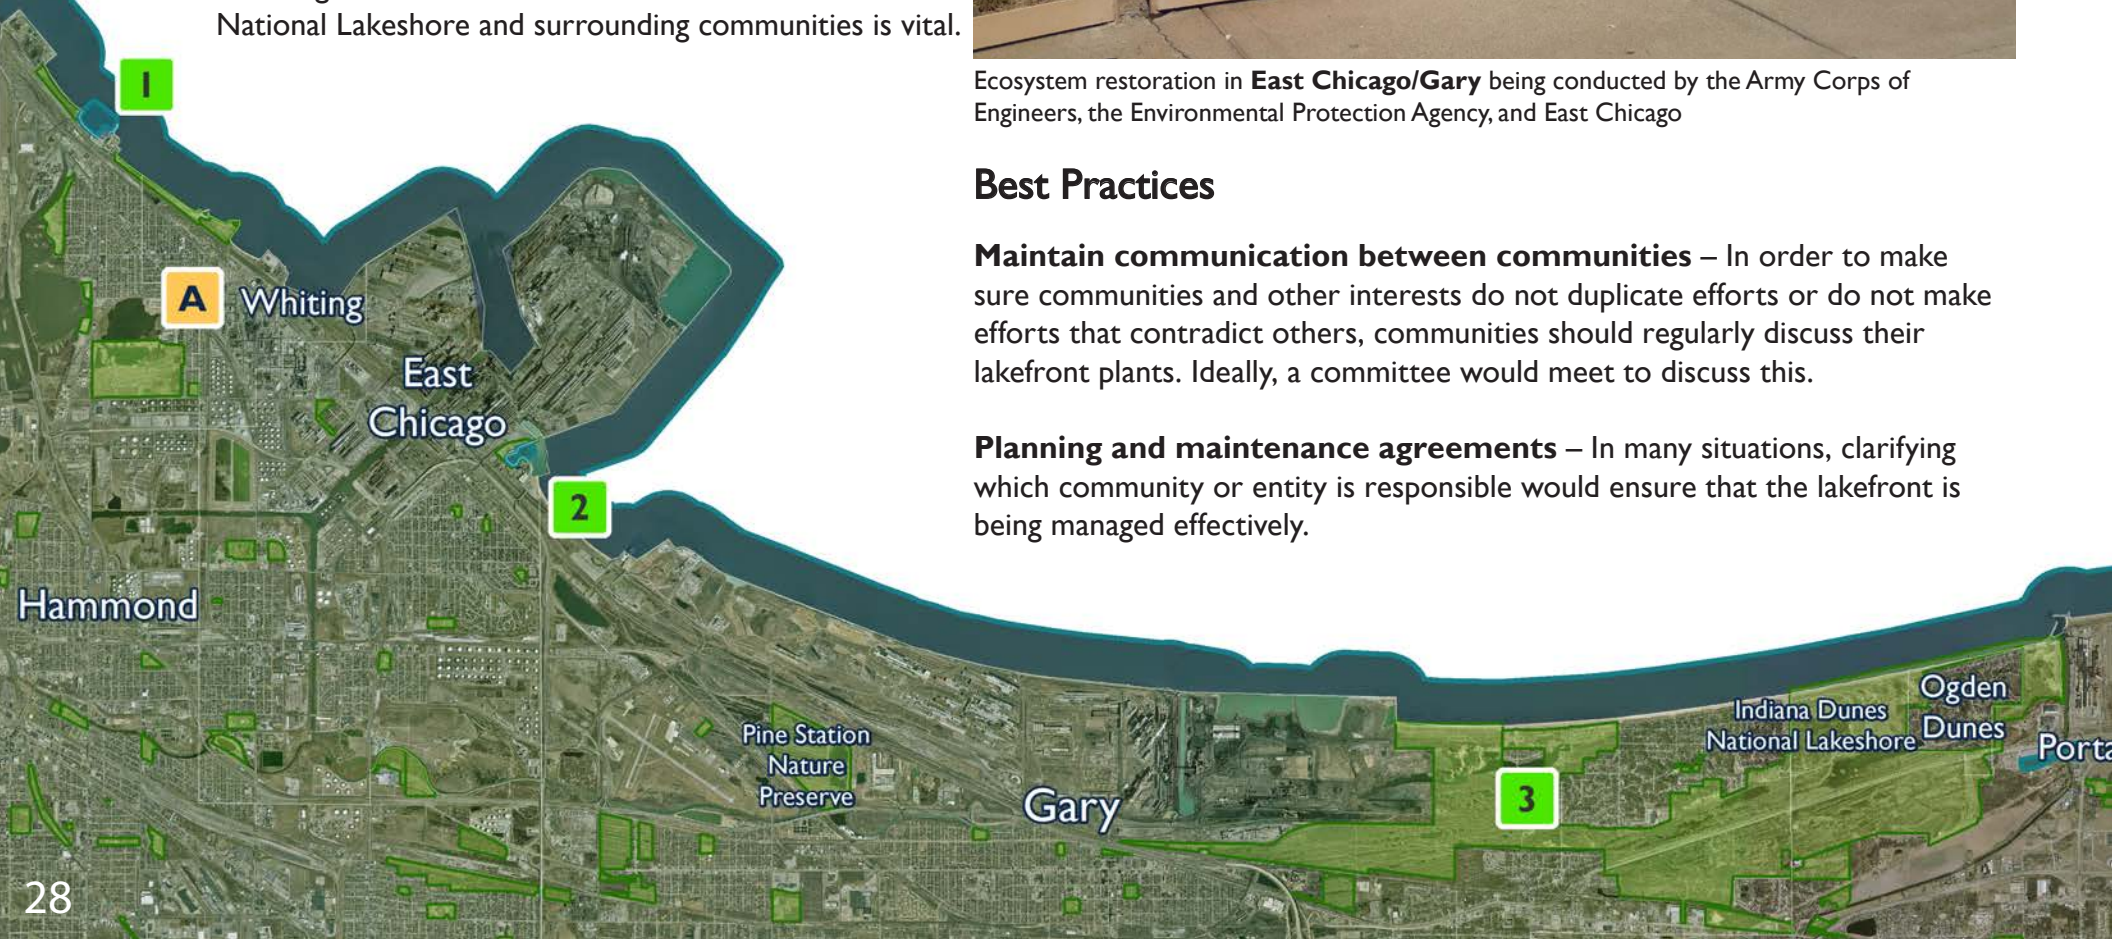 National Lakeshore and surrounding communities is vital.
Ecosystem restoration in East Chicago/Gary being conducted by the Army Corps of
Engineers, the Environmental Protection Agency, and East Chicago
Best Practices
Maintain communication between communities – In order to make
sure communities and other interests do not duplicate efforts or do not make
efforts that contradict others, communities should regularly discuss their
lakefront plants. Ideally, a committee would meet to discuss this.
Planning and maintenance agreements – In many situations, clarifying
which community or entity is responsible would ensure that the lakefront is
being managed effectively.
1
A
Whiting
East
Chicago
2
Hammond
Pine Station
Nature
Preserve
Gary
3
Indiana Dunes
National Lakeshore
Ogden
Dunes
Porta
28